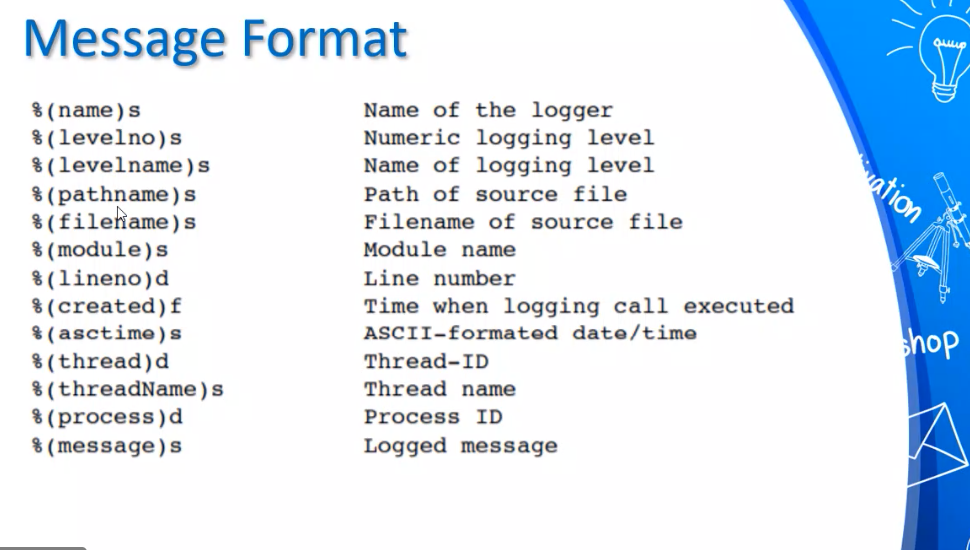 Message Format
%(name)s Name of the logger
%(levelno)s Numeric logging level
%(levelname)s Name of logging level
%(pathname)s Path of source file
%(filename)s Filename of source file
%(module)s Module name
%(lineno)d Line number
%(created)f Time when logging call executed
%(asctime)s ASCII-formated date/time
%(thread)d Thread-ID
%(threadName)s Thread name
%(process)d Process ID
%(message)s Logged message
vation
shop